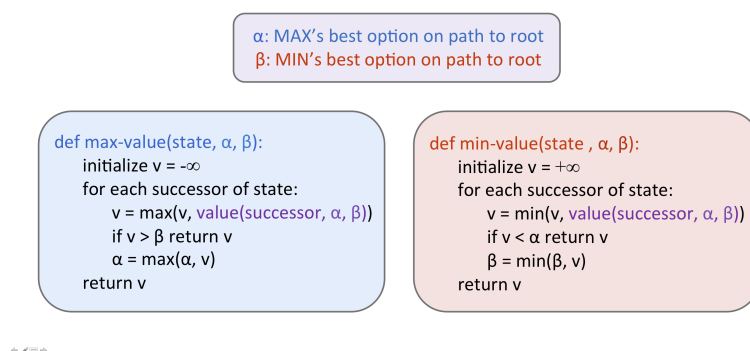 α: MAX's best option on path to root
β: MIN's best option on path to root
def max-value(state, α, β):
initialize v = -∞
for each successor of state:
v = max(v, value(successor, α, β))
if v > β return v
α = max(α, v)
return v
def min-value(state , α, β):
initialize v = +∞
for each successor of state:
v = min(v, value(successor, α, β))
if v < α return v
β = min(β, v)
return v